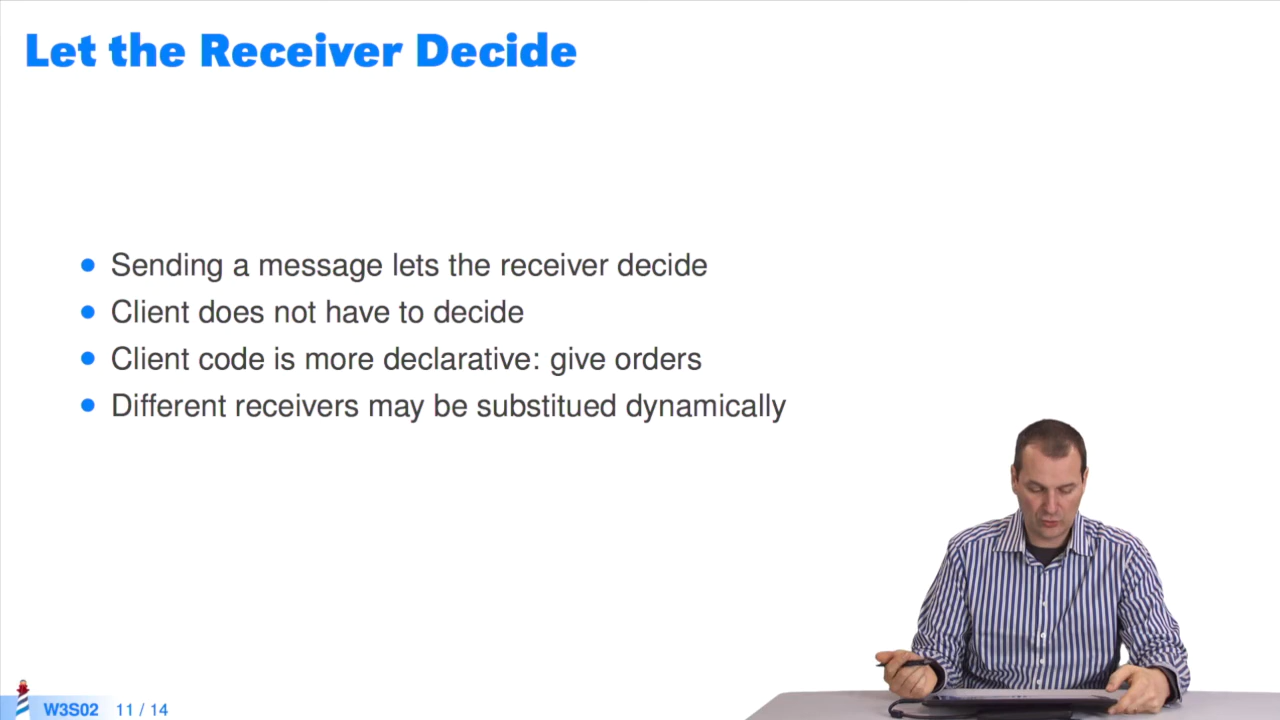 Let the Receiver Decide
Sending a message lets the receiver decide
Client does not have to decide
Client code is more declarative: give orders
Different receivers may be substitued dynamically
W3S02 11 / 14